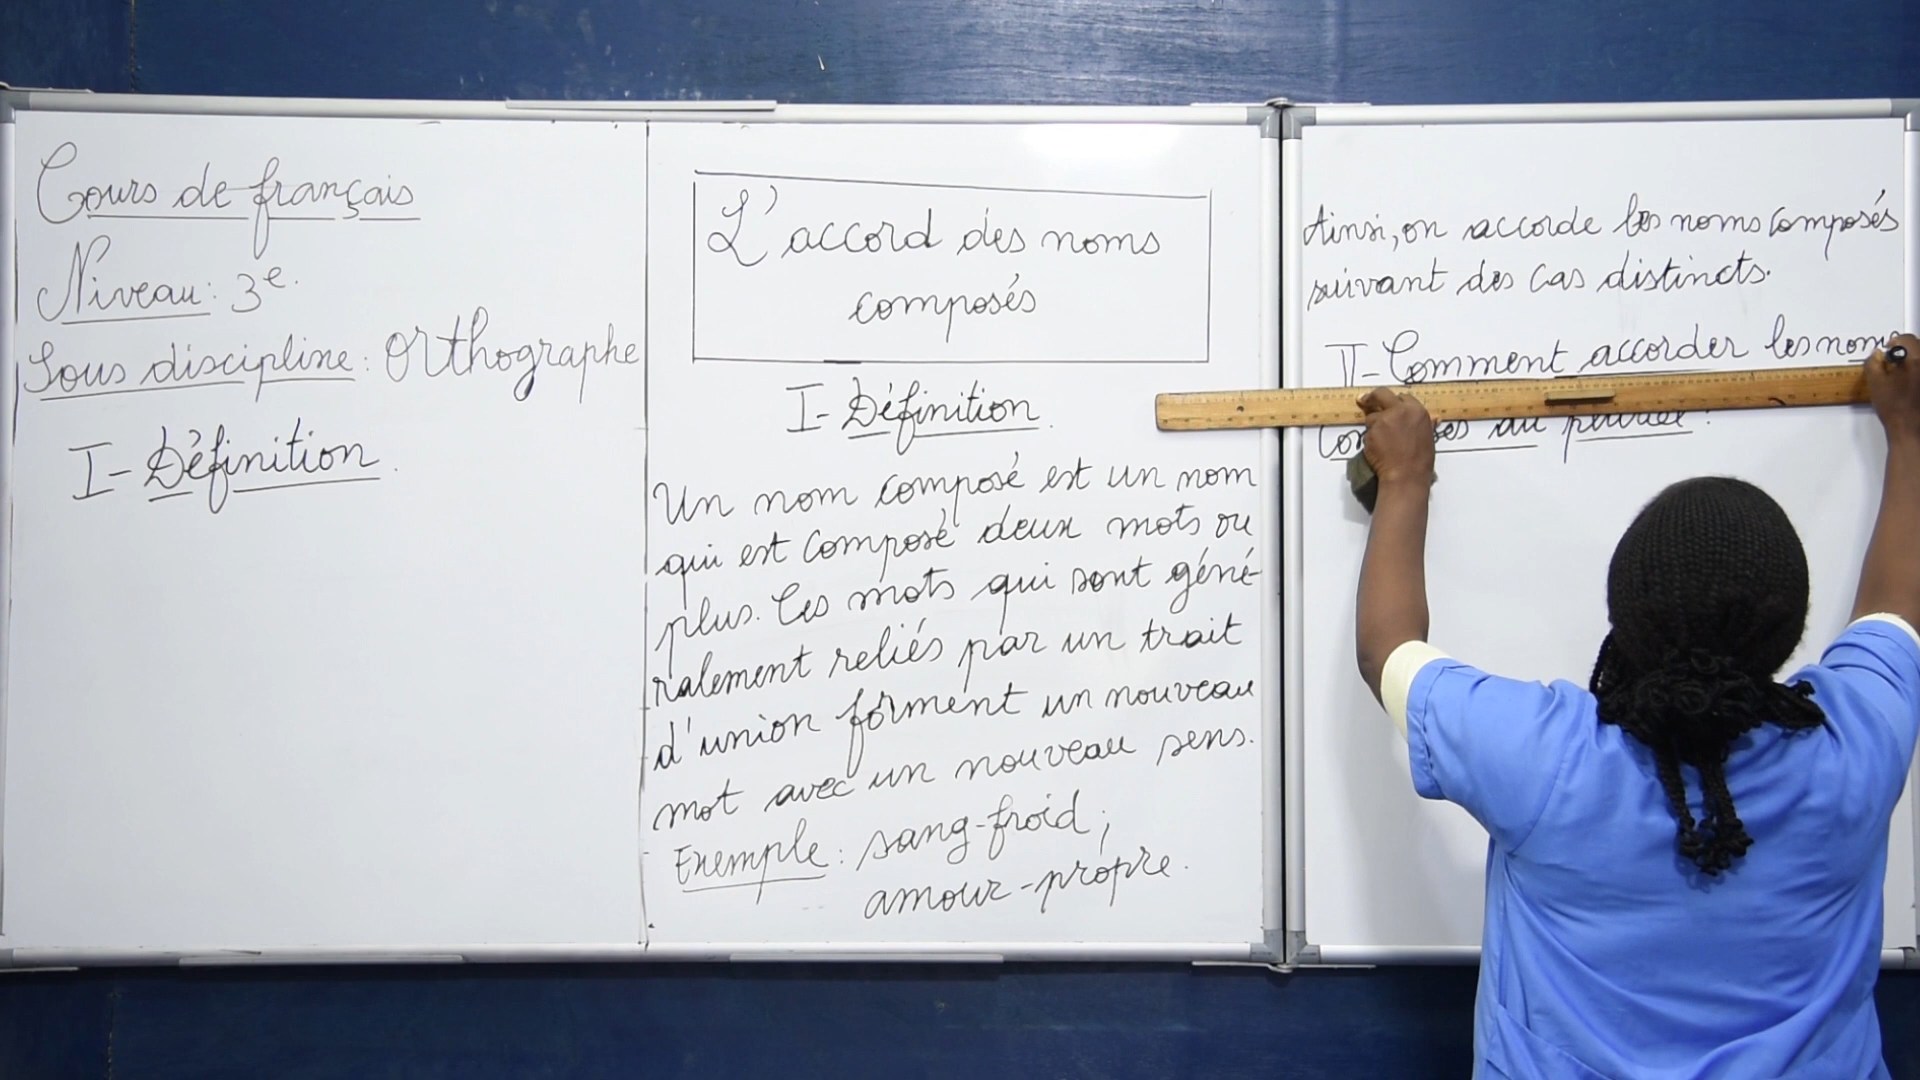 Cours de français
Niveau: 3e.
Sous discipline: Orthographe
I- Définition.
L'accord des noms
composés
I- Définition.
Un nom composé est un nom
qui est composé deux mots ou
plus. Ces mots qui sont géné-
ralement reliés par un trait
d'union forment un nouveau
mot avec un nouveau sens.
Exemple: sang-froid;
amour-propre.
Ainsi, on accorde les noms composés
suivant des cas distincts.
II- Comment accorder les noms
au pluriel?